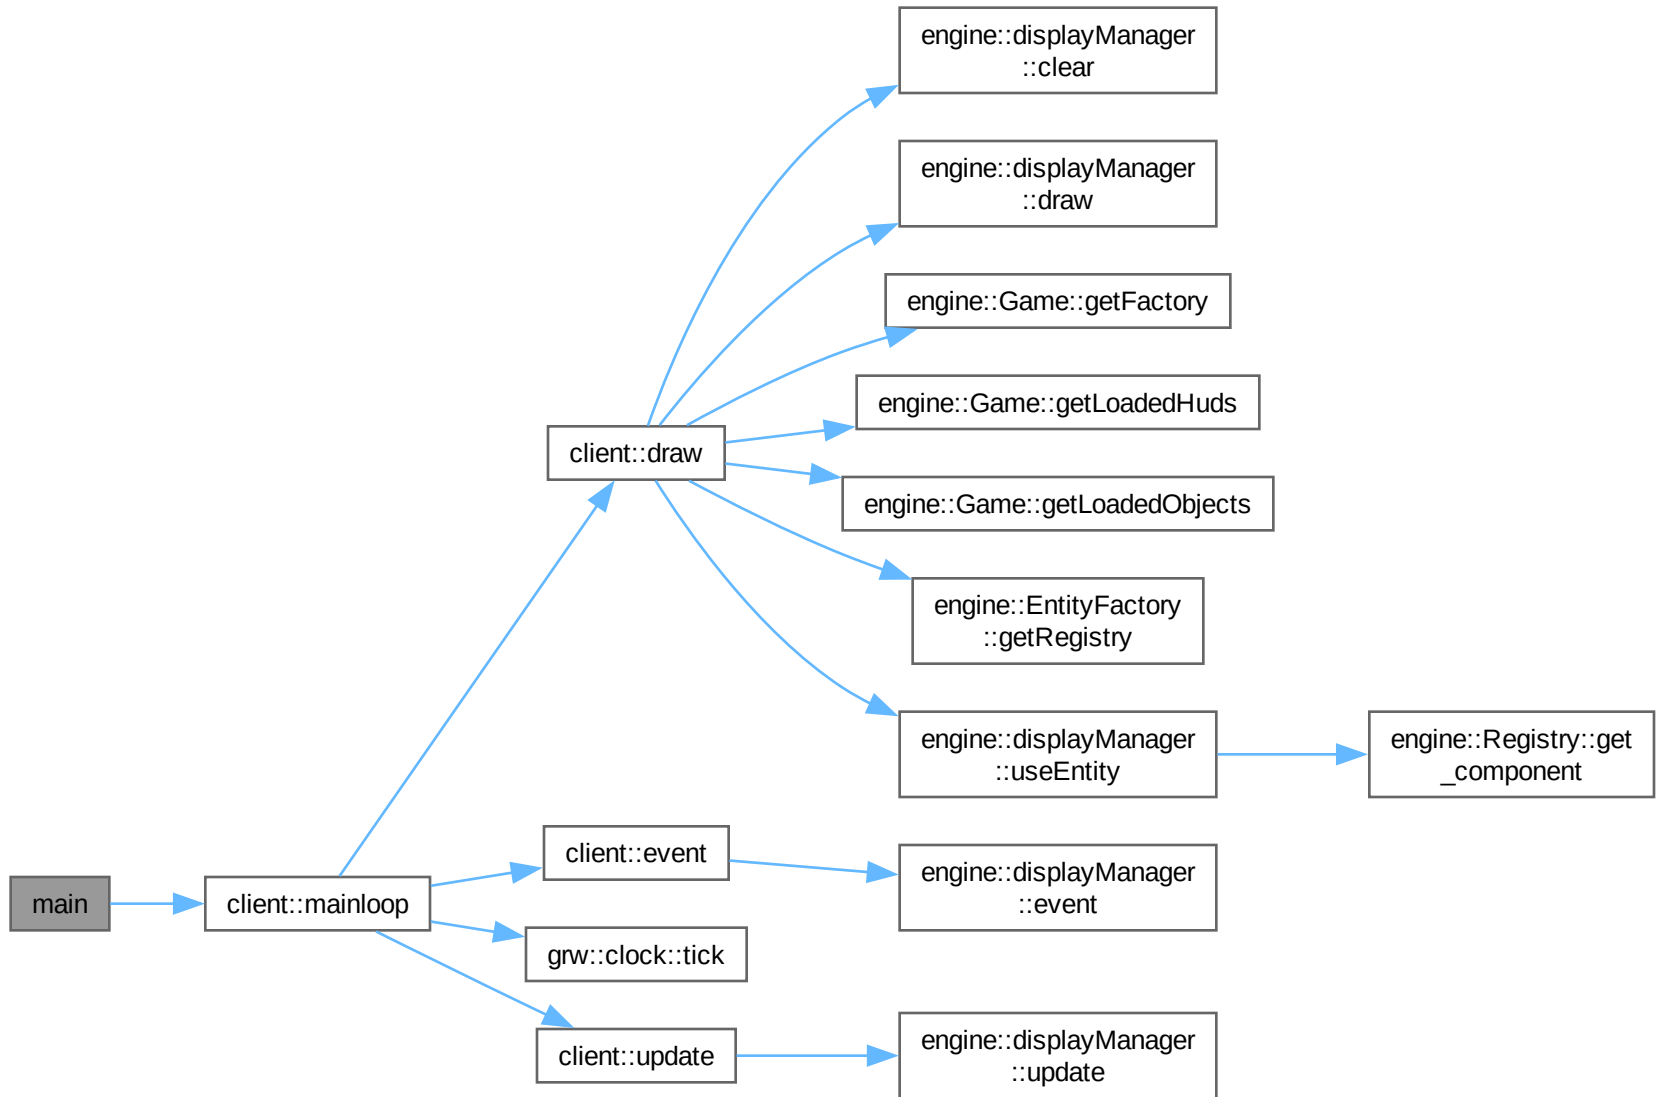 engine::displayManager
::clear
engine::displayManager
::draw
engine::Game::getFactory
engine::Game::getLoadedHuds
client::draw
engine::Game::getLoadedObjects
engine::EntityFactory
::getRegistry
engine::displayManager
::useEntity
engine::Registry::get
_component
client::event
engine::displayManager
::event
main
client::mainloop
grw::clock::tick
client::update
engine::displayManager
::update